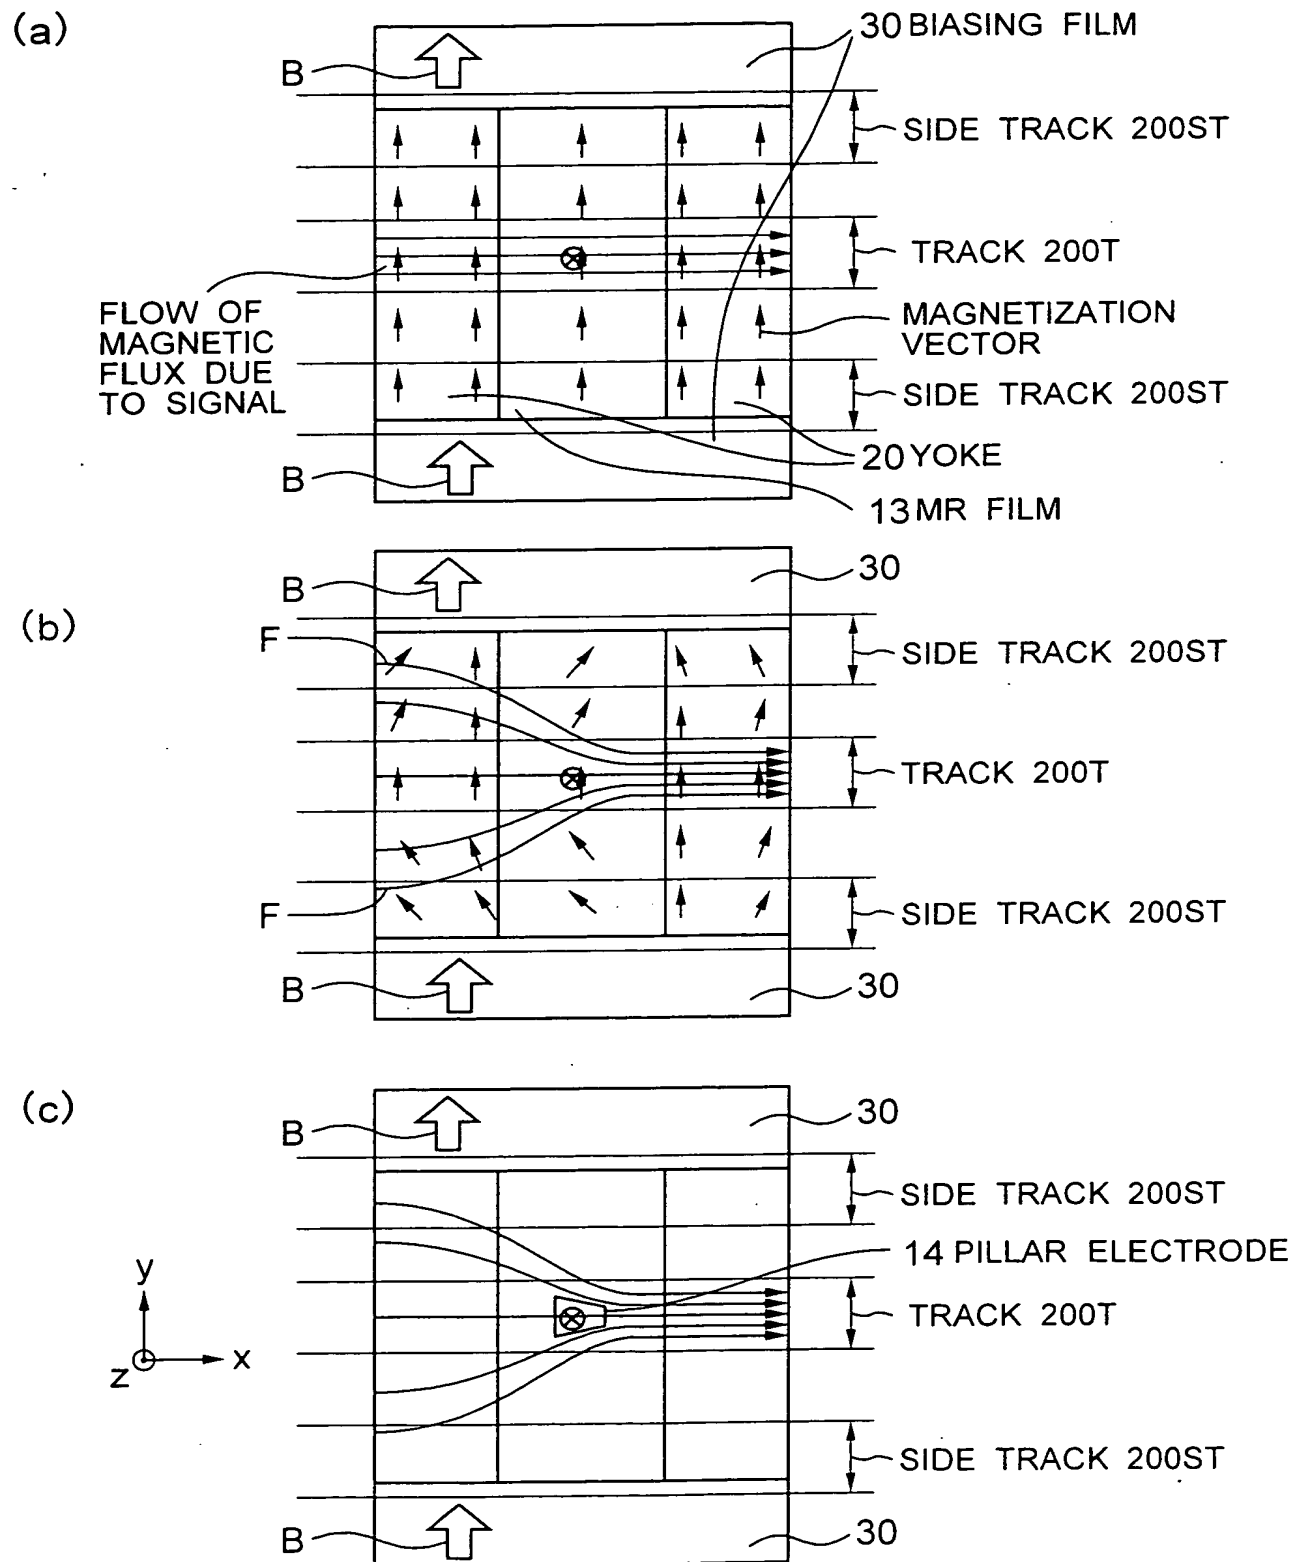 (a)
30 BIASING FILM
B
SIDE TRACK 200ST
TRACK 200T
FLOW OF
MAGNETIC
FLUX DUE
TO SIGNAL
MAGNETIZATION
VECTOR
SIDE TRACK 200ST
20 YOKE
B
13 MR FILM
(b)
B
30
F
SIDE TRACK 200ST
TRACK 200T
F
SIDE TRACK 200ST
B
30
(c)
B
30
SIDE TRACK 200ST
14 PILLAR ELECTRODE
y
TRACK 200T
z
x
SIDE TRACK 200ST
B
30